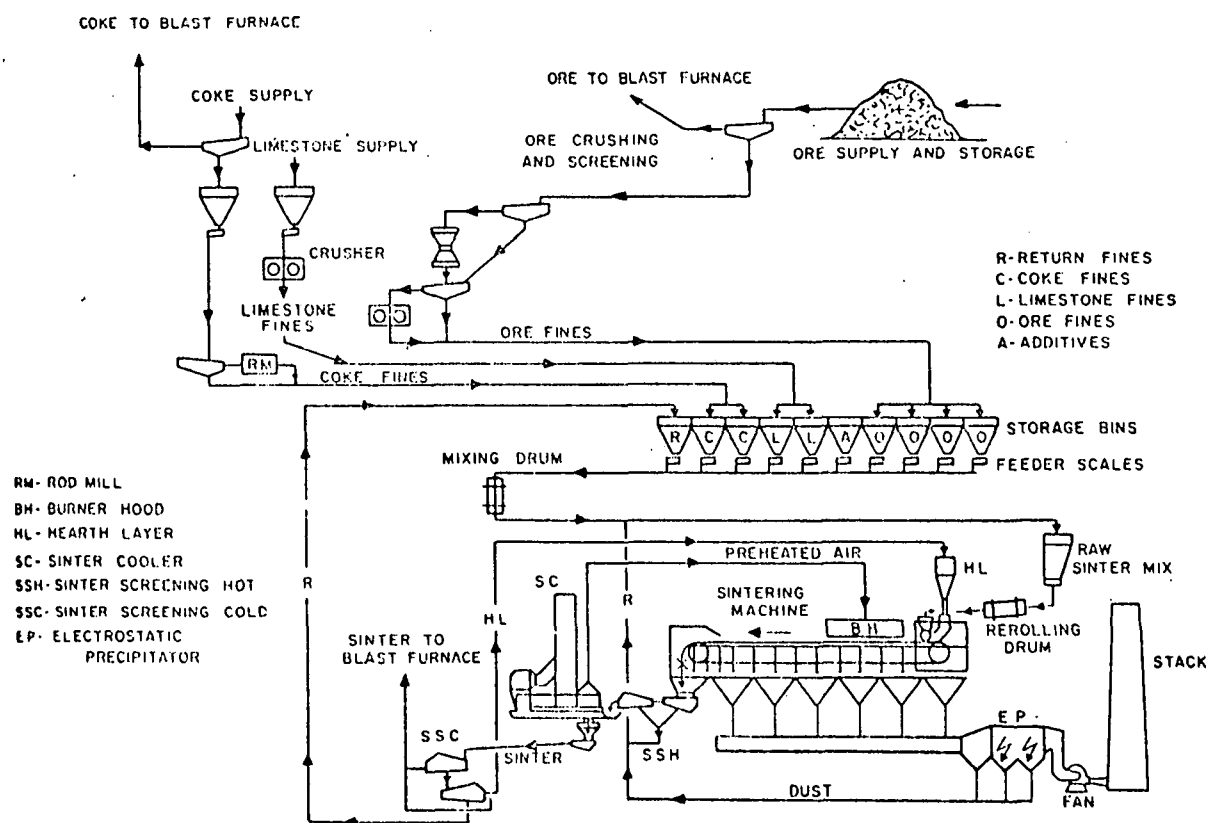 COKE TO BLAST FURNACE
COKE SUPPLY
LIMESTONE SUPPLY
ORE TO BLAST FURNACE
ORE CRUSHING
AND SCREENING
ORE SUPPLY AND STORAGE
CRUSHER
LIMESTONE
FINES
ORE FINES
R-RETURN FINES
C-COKE FINES
L-LIMESTONE FINES
O-ORE FINES
A-ADDITIVES
RM
COKE FINES
R C C L L A O O O O
STORAGE BINS
MIXING DRUM
FEEDER SCALES
RM-ROD MILL
BH-BURNER HOOD
HL-HEARTH LAYER
SC-SINTER COOLER
SSH-SINTER SCREENING HOT
SSC-SINTER SCREENING COLD
EP-ELECTROSTATIC
PRECIPITATOR
R
HL
SC
R
PREHEATED AIR
HL
RAW
SINTER MIX
SINTERING
MACHINE
BH
REROLLING
DRUM
STACK
SINTER TO
BLAST FURNACE
SSC
SINTER
SSH
EP.
DUST
FAN